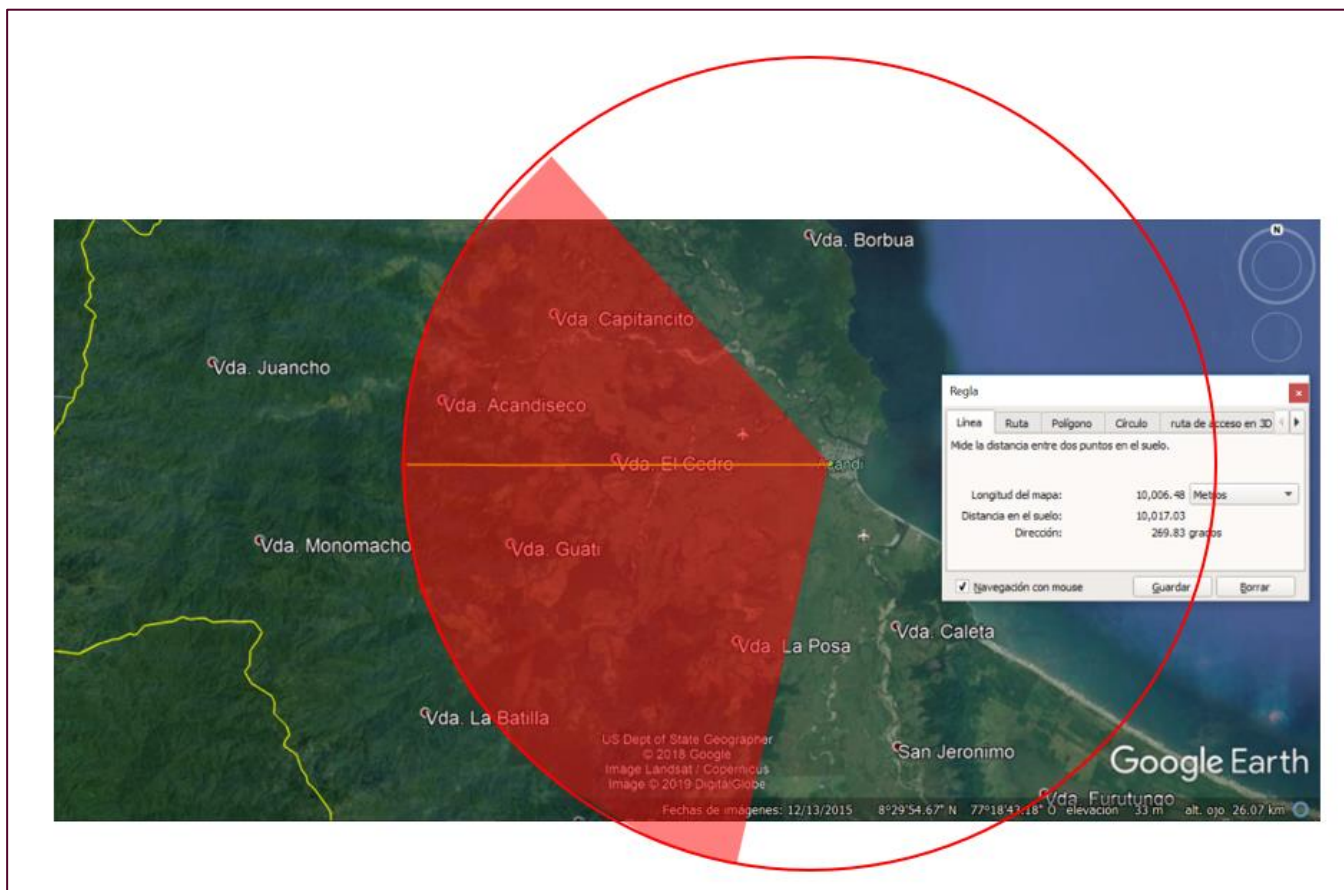 N
Vda. Borbua
Vda. Capitancito
Vda. Juancho
Vda. Acandiseco
Vda. El Cedro
Acandi
Vda. Monomacho
Vda. Guati
Vda. La Posa
Vda. Caleta
Vda. La Batilla
San Jeronimo
Vda. Furutungo
Regla
Línea Ruta Polígono Círculo ruta de acceso en 3D
Mide la distancia entre dos puntos en el suelo.
Longitud del mapa: 10,006.48 Metros
Distancia en el suelo: 10,017.03
Dirección: 269.83 grados
Navegación con mouse Guardar Borrar
US Dept of State Geographer
© 2018 Google
Image Landsat / Copernicus
Image © 2019 DigitalGlobe
Google Earth
Fechas de imágenes: 12/13/2015 8°29'54.67" N 77°18'43.18" O elevación 33 m alt. ojo 26.07 km